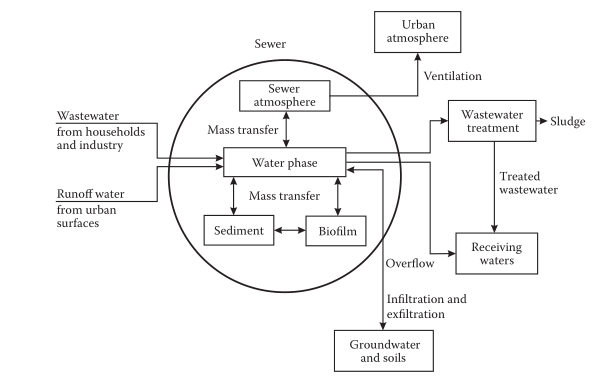 Urban
atmosphere
Sewer
Ventilation
Sewer
atmosphere
Wastewater
from households
and industry
Mass transfer
Wastewater
treatment
Sludge
Water phase
Treated
wastewater
Runoff water
from urban
surfaces
Mass transfer
Sediment
Biofilm
Receiving
waters
Overflow
Infiltration and
exfiltration
Groundwater
and soils